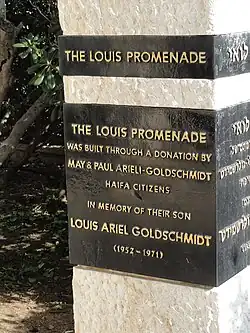 THE LOUIS PROMENADE
THE LOUIS PROMENADE
WAS BUILT THROUGH A DONATION BY
MAY & PAUL ARIELI-GOLDSCHMIDT
HAIFA CITIZENS
IN MEMORY OF THEIR SON
LOUIS ARIEL GOLDSCHMIDT
(1952-1971)